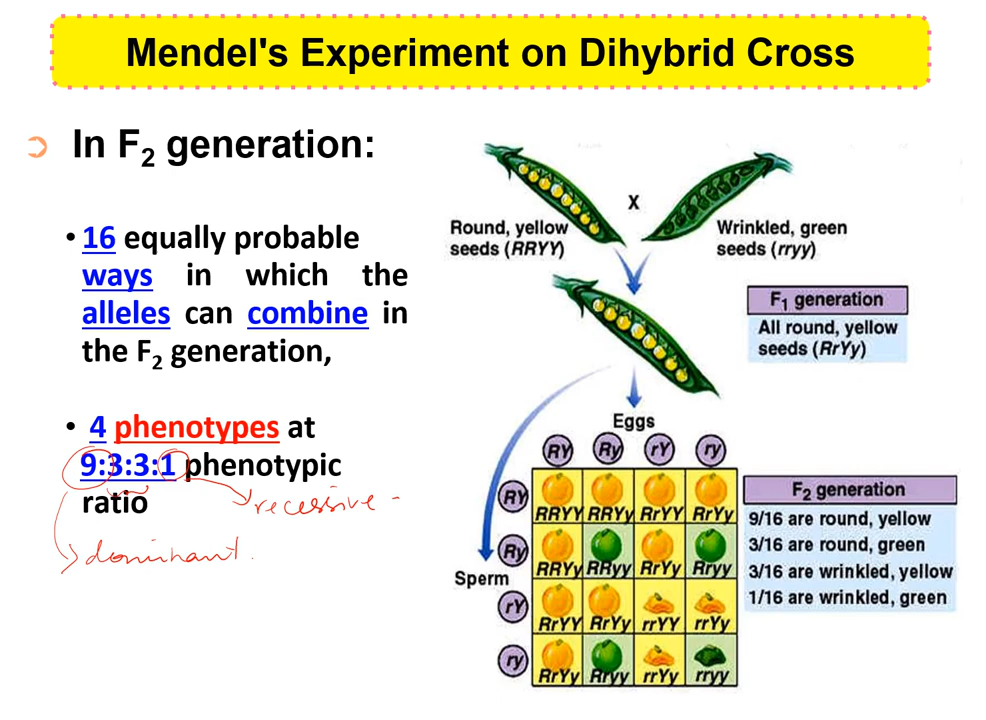 Mendel's Experiment on Dihybrid Cross
➲ In F₂ generation:
• 16 equally probable
ways in which the
alleles can combine in
the F₂ generation,
• 4 phenotypes at
9:3:3:1 phenotypic
ratio
recessive -
dominant.
X
Round, yellow
seeds (RRYY)
Wrinkled, green
seeds (rryy)
F₁ generation
All round, yellow
seeds (RrYy)
Eggs
RY Ry rY ry
Sperm
RY RRYY RRYy RrYY RrYy
Ry RRYy RRyy RrYy Rryy
rY RrYY RrYy rrYY rrYy
ry RrYy Rryy rrYy rryy
F₂ generation
9/16 are round, yellow
3/16 are round, green
3/16 are wrinkled, yellow
1/16 are wrinkled, green